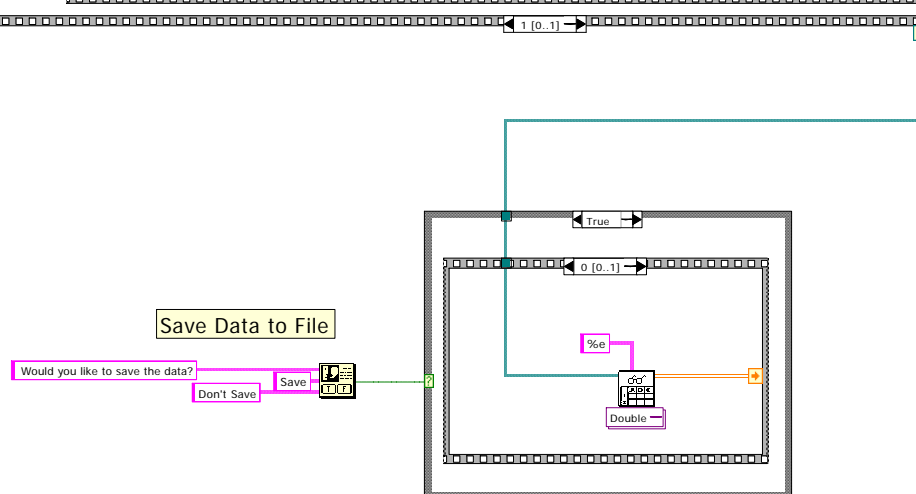 1 [0..1]
True
0 [0..1]
Save Data to File
%e
Would you like to save the data?
Save
Don't Save
T F
?
Double